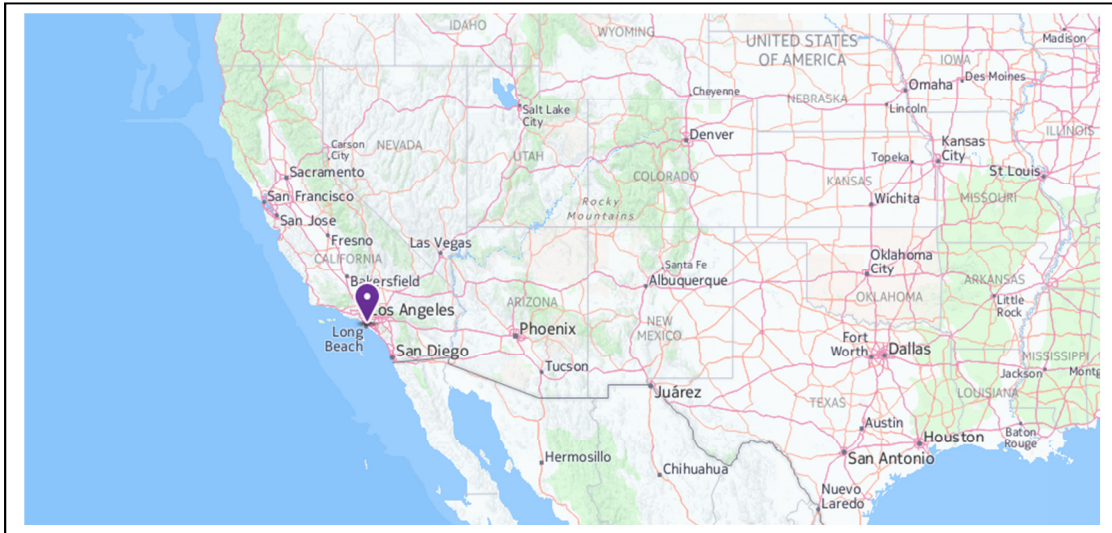 IDAHO
WYOMING
UNITED STATES
OF AMERICA
Madison
IOWA
Des Moines
Omaha
Cheyenne
NEBRASKA
Lincoln
Salt Lake
City
ILLINOIS
Carson
City
NEVADA
UTAH
Denver
Kansas
City
Topeka
Sacramento
COLORADO
KANSAS
St Louis
San Francisco
Rocky
Mountains
Wichita
MISSOURI
San Jose
Fresno
Las Vegas
CALIFORNIA
Santa Fe
Oklahoma
City
Bakersfield
Albuquerque
ARKANSAS
ARIZONA
OKLAHOMA
Little
Rock
Los Angeles
Long
Beach
Phoenix
NEW
MEXICO
Fort
Worth
Dallas
San Diego
MISSISSIPPI
Tucson
Jackson
Montg
Juárez
TEXAS
LOUISIANA
Austin
Baton
Rouge
Houston
Hermosillo
San Antonio
Chihuahua
Nuevo
Laredo